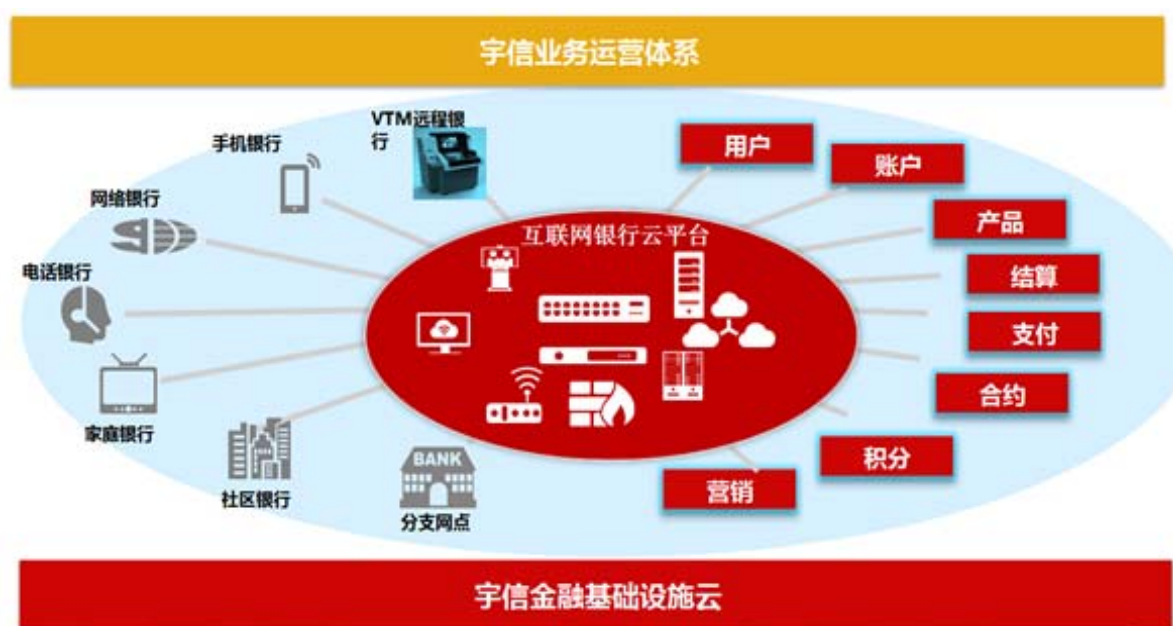 宇信业务运营体系
VTM远程银
行
手机银行
网络银行
电话银行
家庭银行
社区银行
BANK
分支网点
互联网银行云平台
用户
账户
产品
结算
支付
合约
积分
营销
宇信金融基础设施云